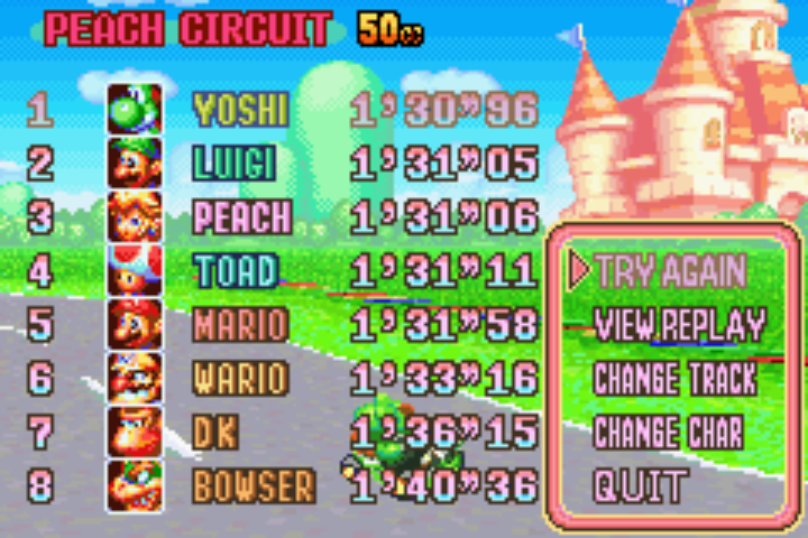 PEACH CIRCUIT 50cc
1 YOSHI 1'30"96
2 LUIGI 1'31"05
3 PEACH 1'31"06
4 TOAD 1'31"11
5 MARIO 1'31"58
6 WARIO 1'33"16
7 DK 1'36"15
8 BOWSER 1'40"36
TRY AGAIN
VIEW REPLAY
CHANGE TRACK
CHANGE CHAR
QUIT